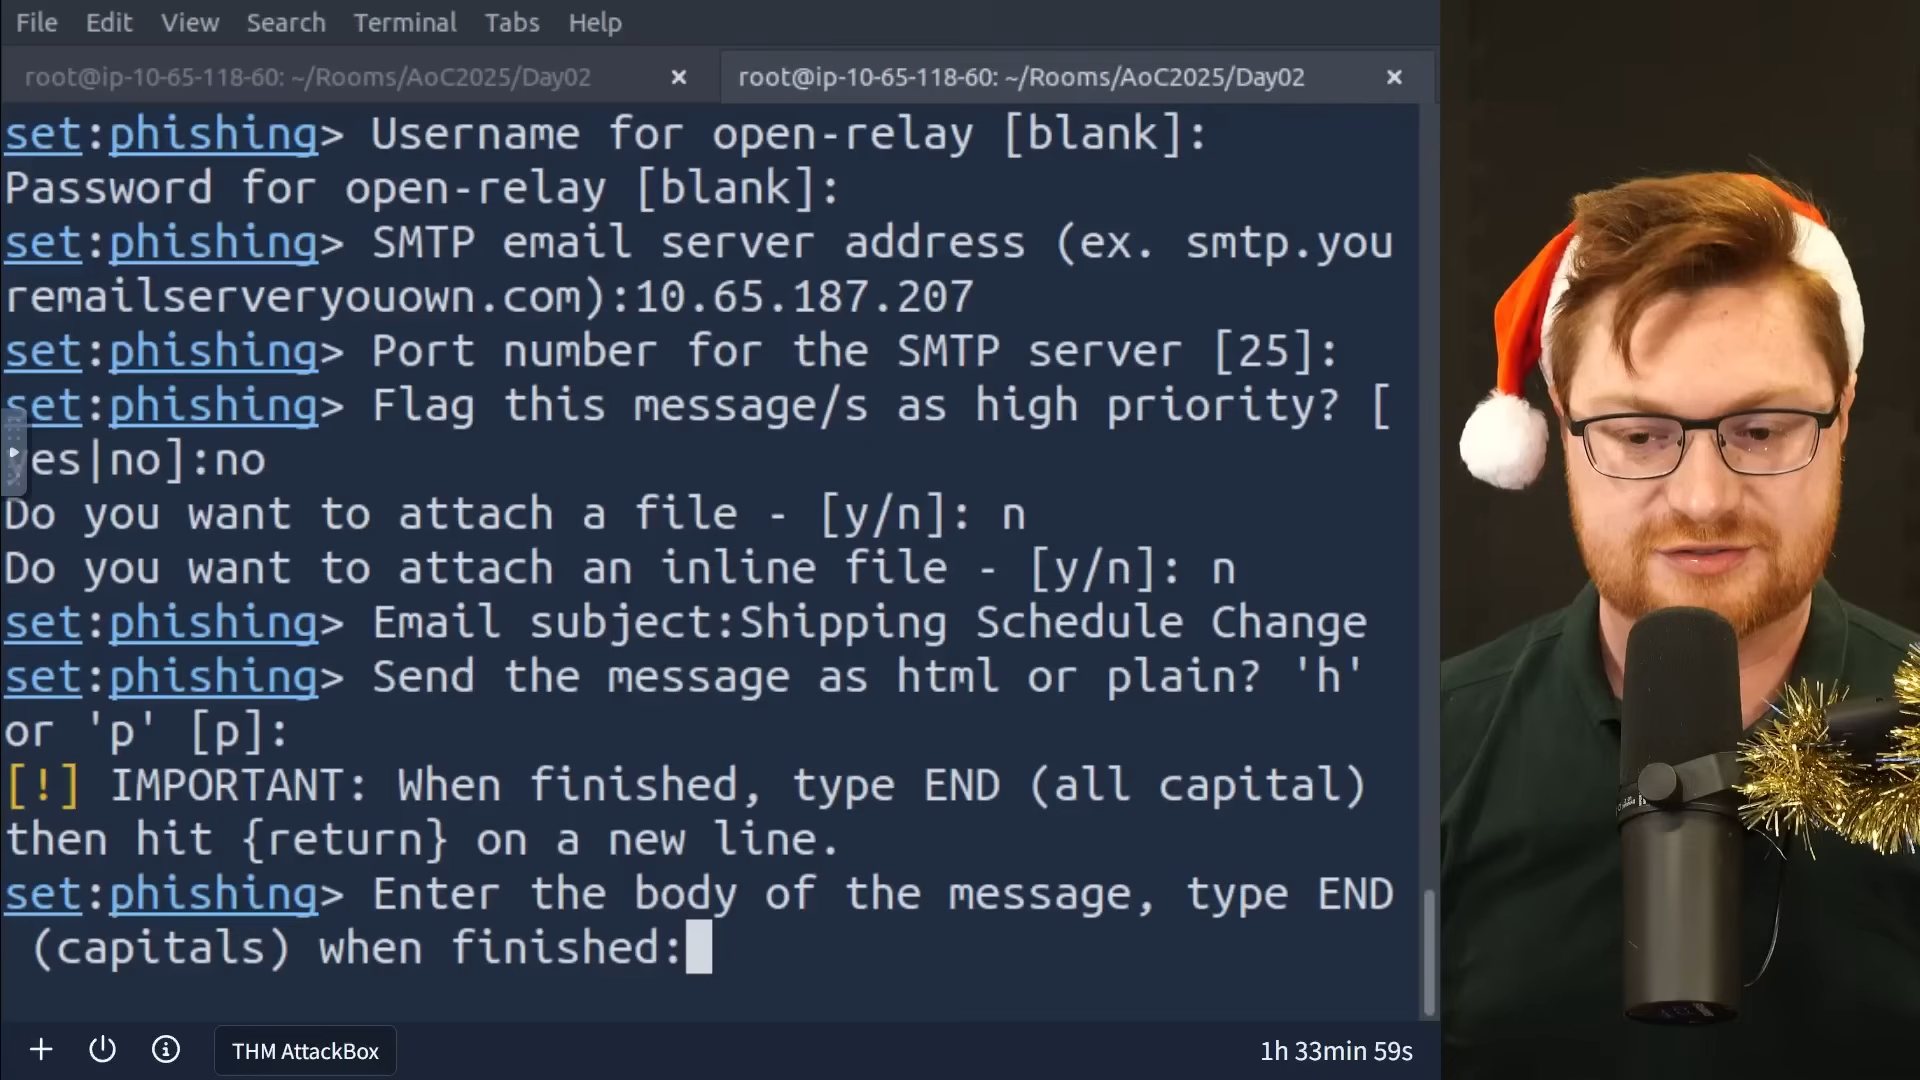 File Edit View Search Terminal Tabs Help
root@ip-10-65-118-60: ~/Rooms/AoC2025/Day02 × root@ip-10-65-118-60: ~/Rooms/AoC2025/Day02 ×
set:phishing> Username for open-relay [blank]:
Password for open-relay [blank]:
set:phishing> SMTP email server address (ex. smtp.you
remailserveryouown.com):10.65.187.207
set:phishing> Port number for the SMTP server [25]:
set:phishing> Flag this message/s as high priority? [
yes|no]:no
Do you want to attach a file - [y/n]: n
Do you want to attach an inline file - [y/n]: n
set:phishing> Email subject:Shipping Schedule Change
set:phishing> Send the message as html or plain? 'h'
or 'p' [p]:
[!] IMPORTANT: When finished, type END (all capital)
then hit {return} on a new line.
set:phishing> Enter the body of the message, type END
(capitals) when finished:
THM AttackBox
1h 33min 59s